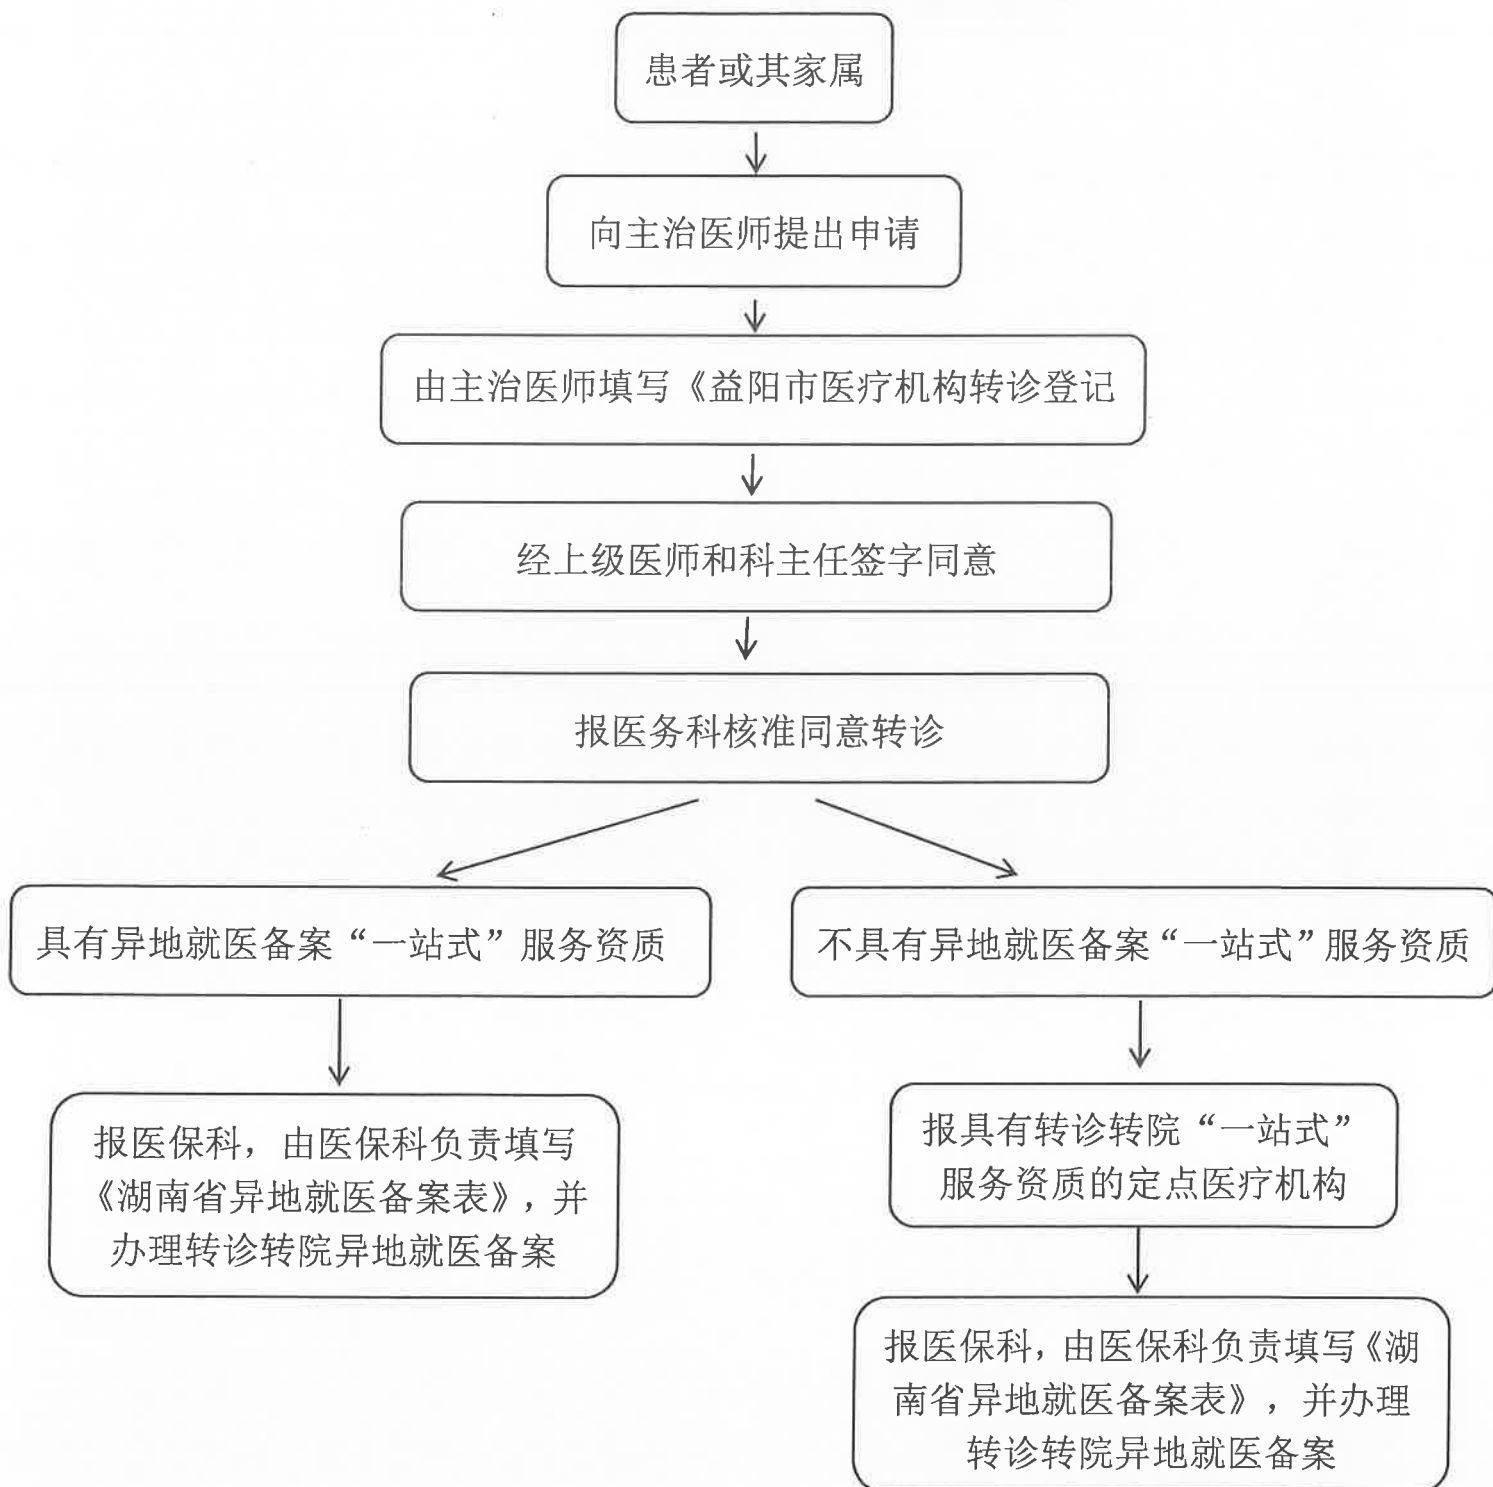 患者或其家属
向主治医师提出申请
由主治医师填写《益阳市医疗机构转诊登记
经上级医师和科主任签字同意
报医务科核准同意转诊
具有异地就医备案“一站式”服务资质
不具有异地就医备案“一站式”服务资质
报医保科，由医保科负责填写
《湖南省异地就医备案表》，并
办理转诊转院异地就医备案
报具有转诊转院“一站式”
服务资质的定点医疗机构
报医保科，由医保科负责填写《湖
南省异地就医备案表》，并办理
转诊转院异地就医备案